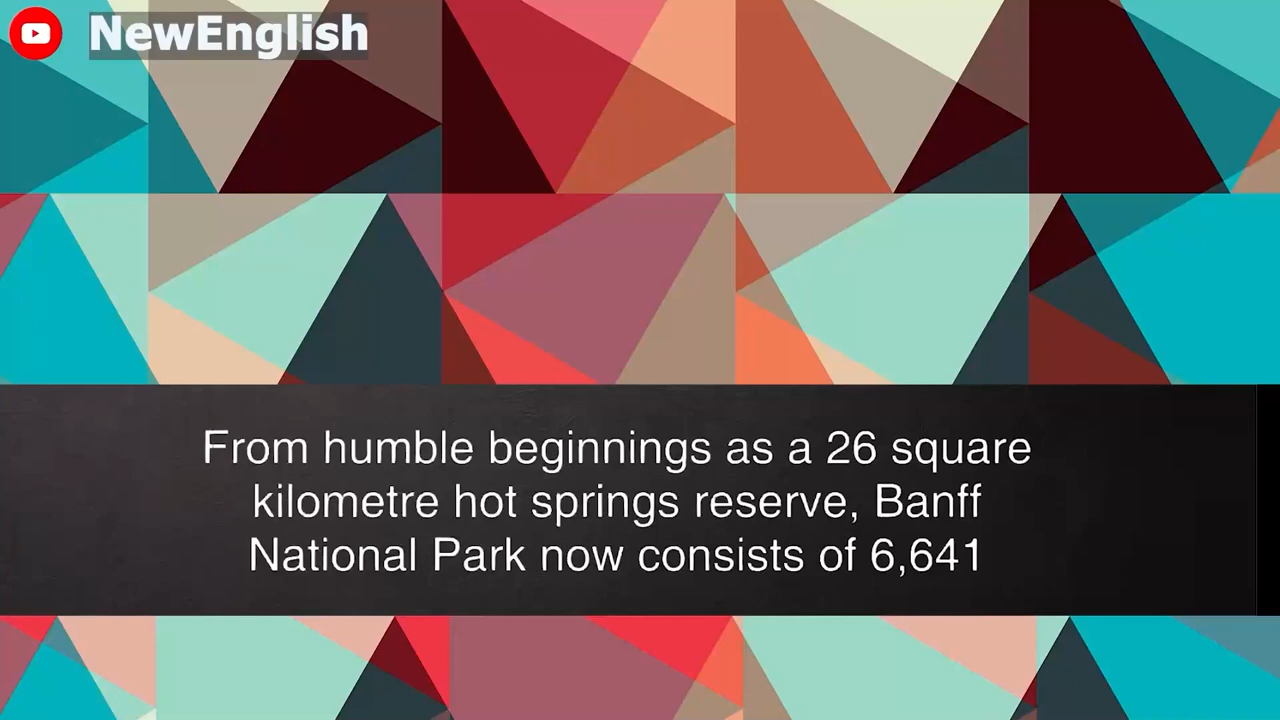 NewEnglish
From humble beginnings as a 26 square
kilometre hot springs reserve, Banff
National Park now consists of 6,641